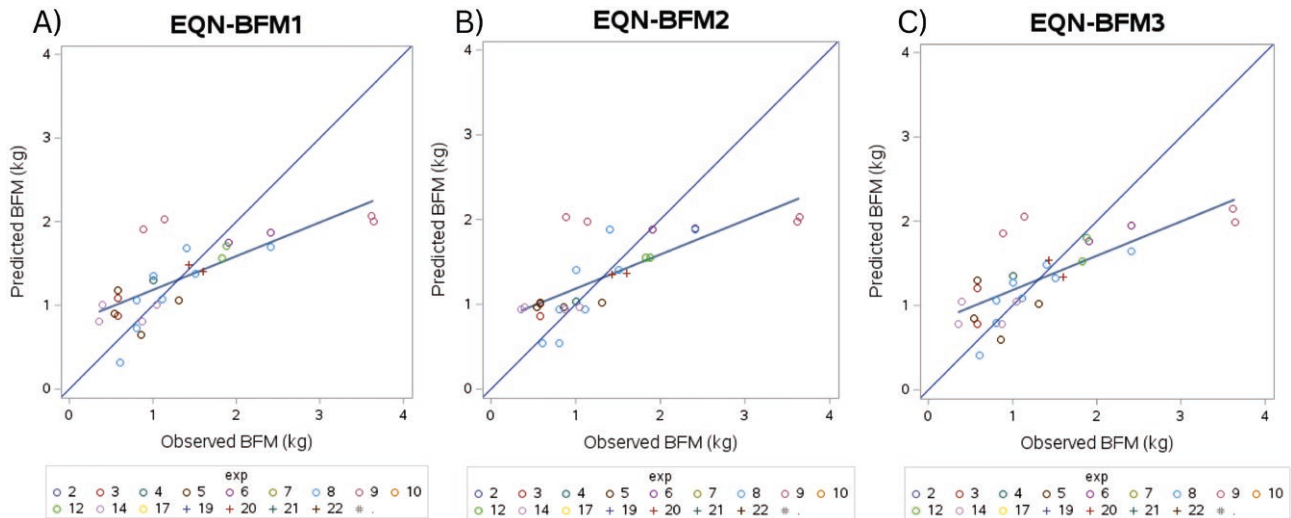 A) EQN-BFM1
4
3
2
1
0
Predicted BFM (kg)
0 1 2 3 4
Observed BFM (kg)
exp
2 3 4 5 6 7 8 9 10
12 14 17 19 20 21 22 .
B) EQN-BFM2
4
3
2
1
0
Predicted BFM (kg)
0 1 2 3 4
Observed BFM (kg)
exp
2 3 4 5 6 7 8 9 10
12 14 17 19 20 21 22 .
C) EQN-BFM3
4
3
2
1
0
Predicted BFM (kg)
0 1 2 3 4
Observed BFM (kg)
exp
2 3 4 5 6 7 8 9 10
12 14 17 19 20 21 22 .